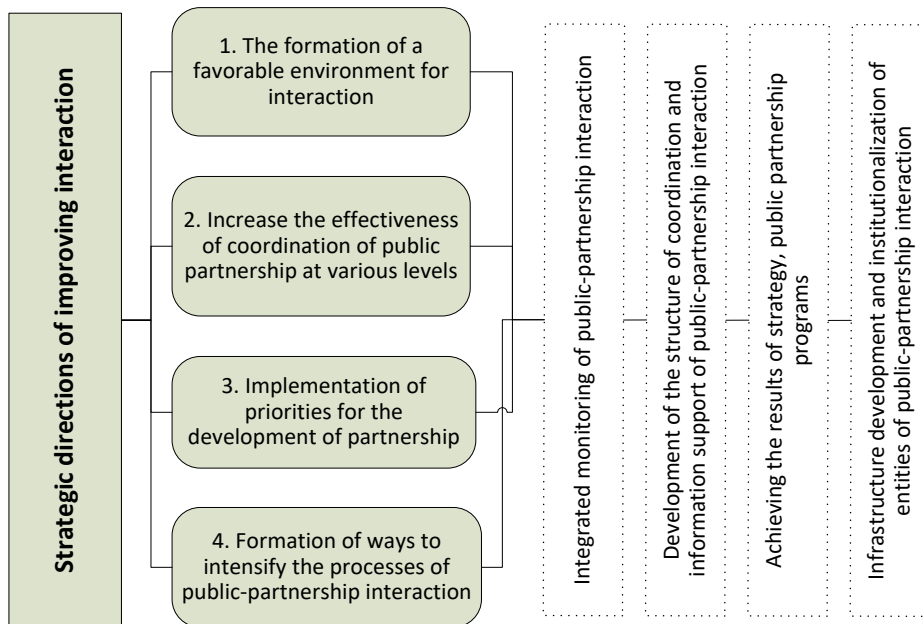 Strategic directions of improving interaction
1. The formation of a
favorable environment for
interaction
2. Increase the effectiveness
of coordination of public
partnership at various levels
3. Implementation of
priorities for the
development of partnership
4. Formation of ways to
intensify the processes of
public-partnership interaction
Integrated monitoring of public-partnership interaction
Development of the structure of coordination and
information support of public-partnership interaction
Achieving the results of strategy, public partnership
programs
Infrastructure development and institutionalization of
entities of public-partnership interaction